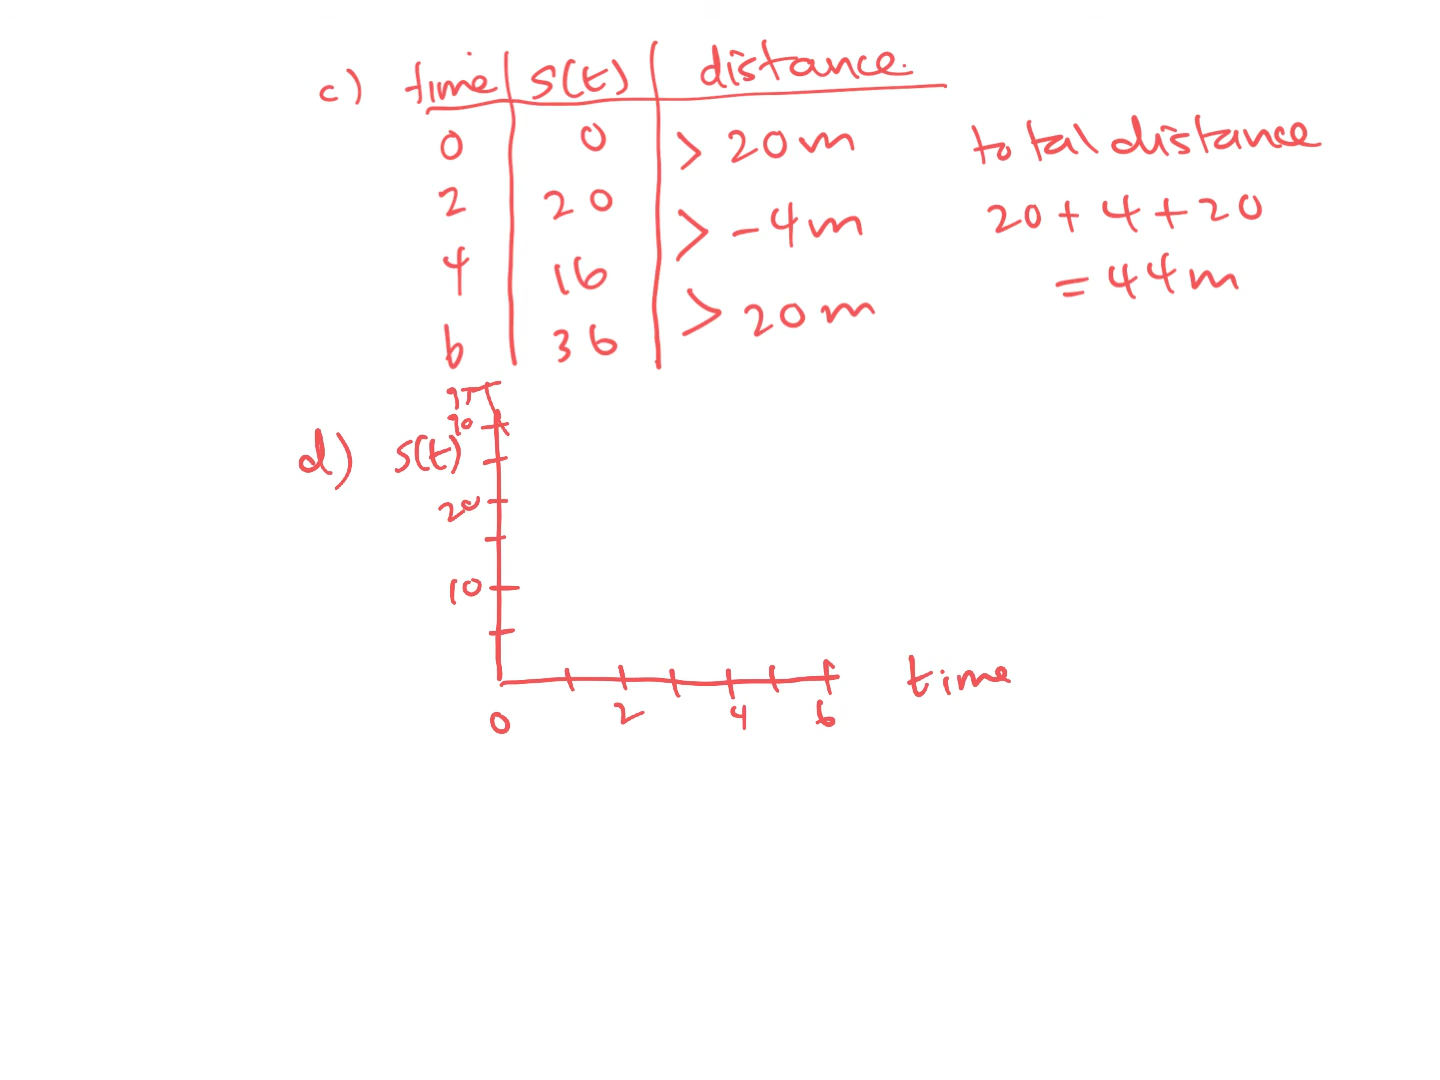 c) time s(t) distance.
0 0 > 20m
2 20 > -4m
4 16 > 20m
6 36
total distance
20 + 4 + 20
= 44m
d) s(t)
20
10
0 2 4 6 time